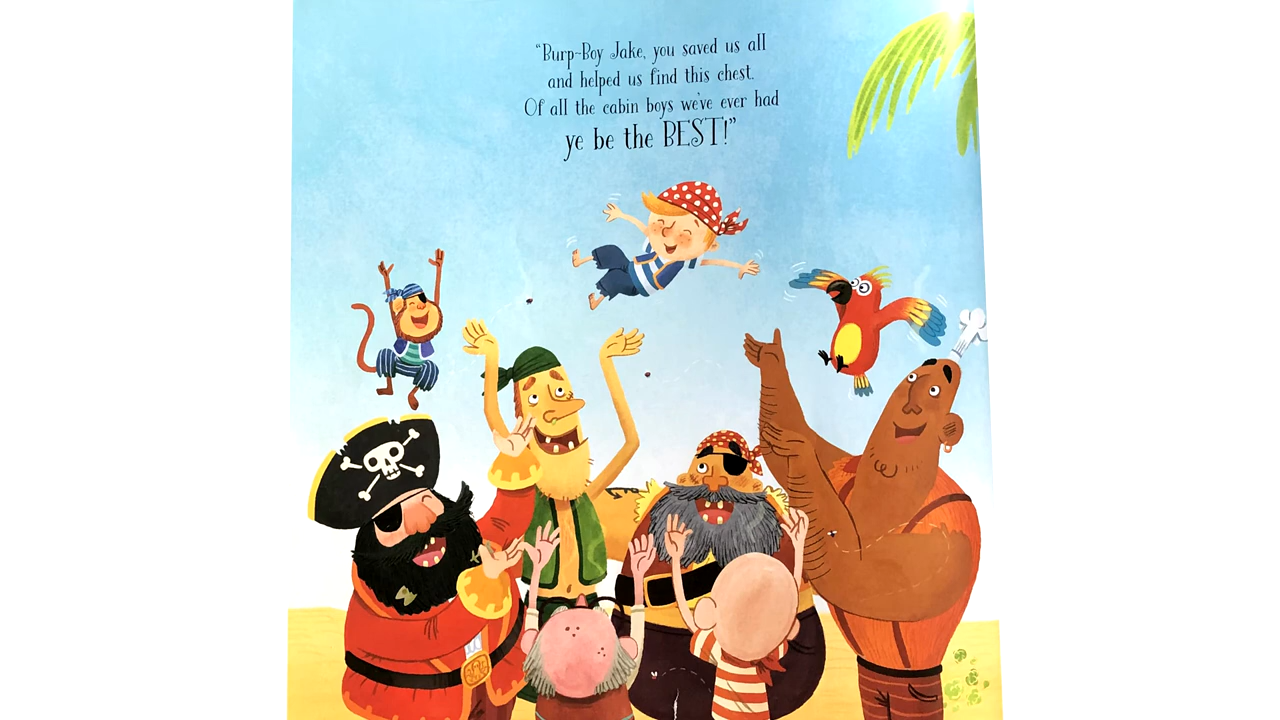 “Burp-Boy Jake, you saved us all
and helped us find this chest.
Of all the cabin boys we’ve ever had
ye be the BEST!”